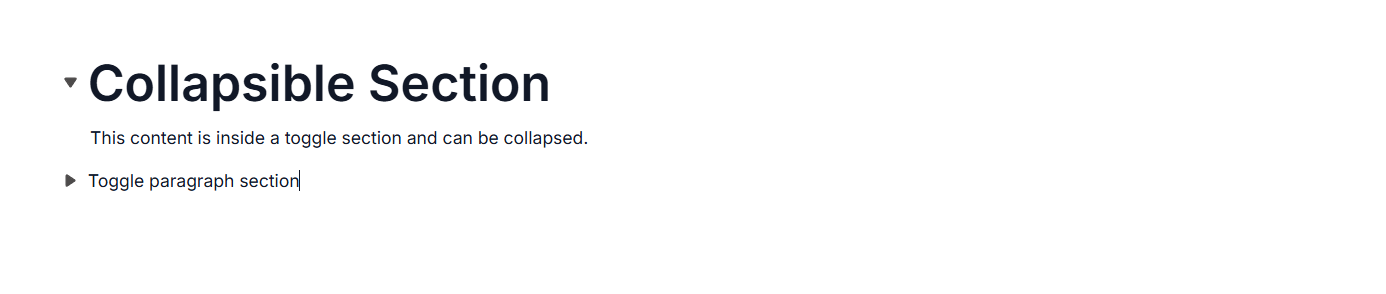 Collapsible Section
This content is inside a toggle section and can be collapsed.
Toggle paragraph section